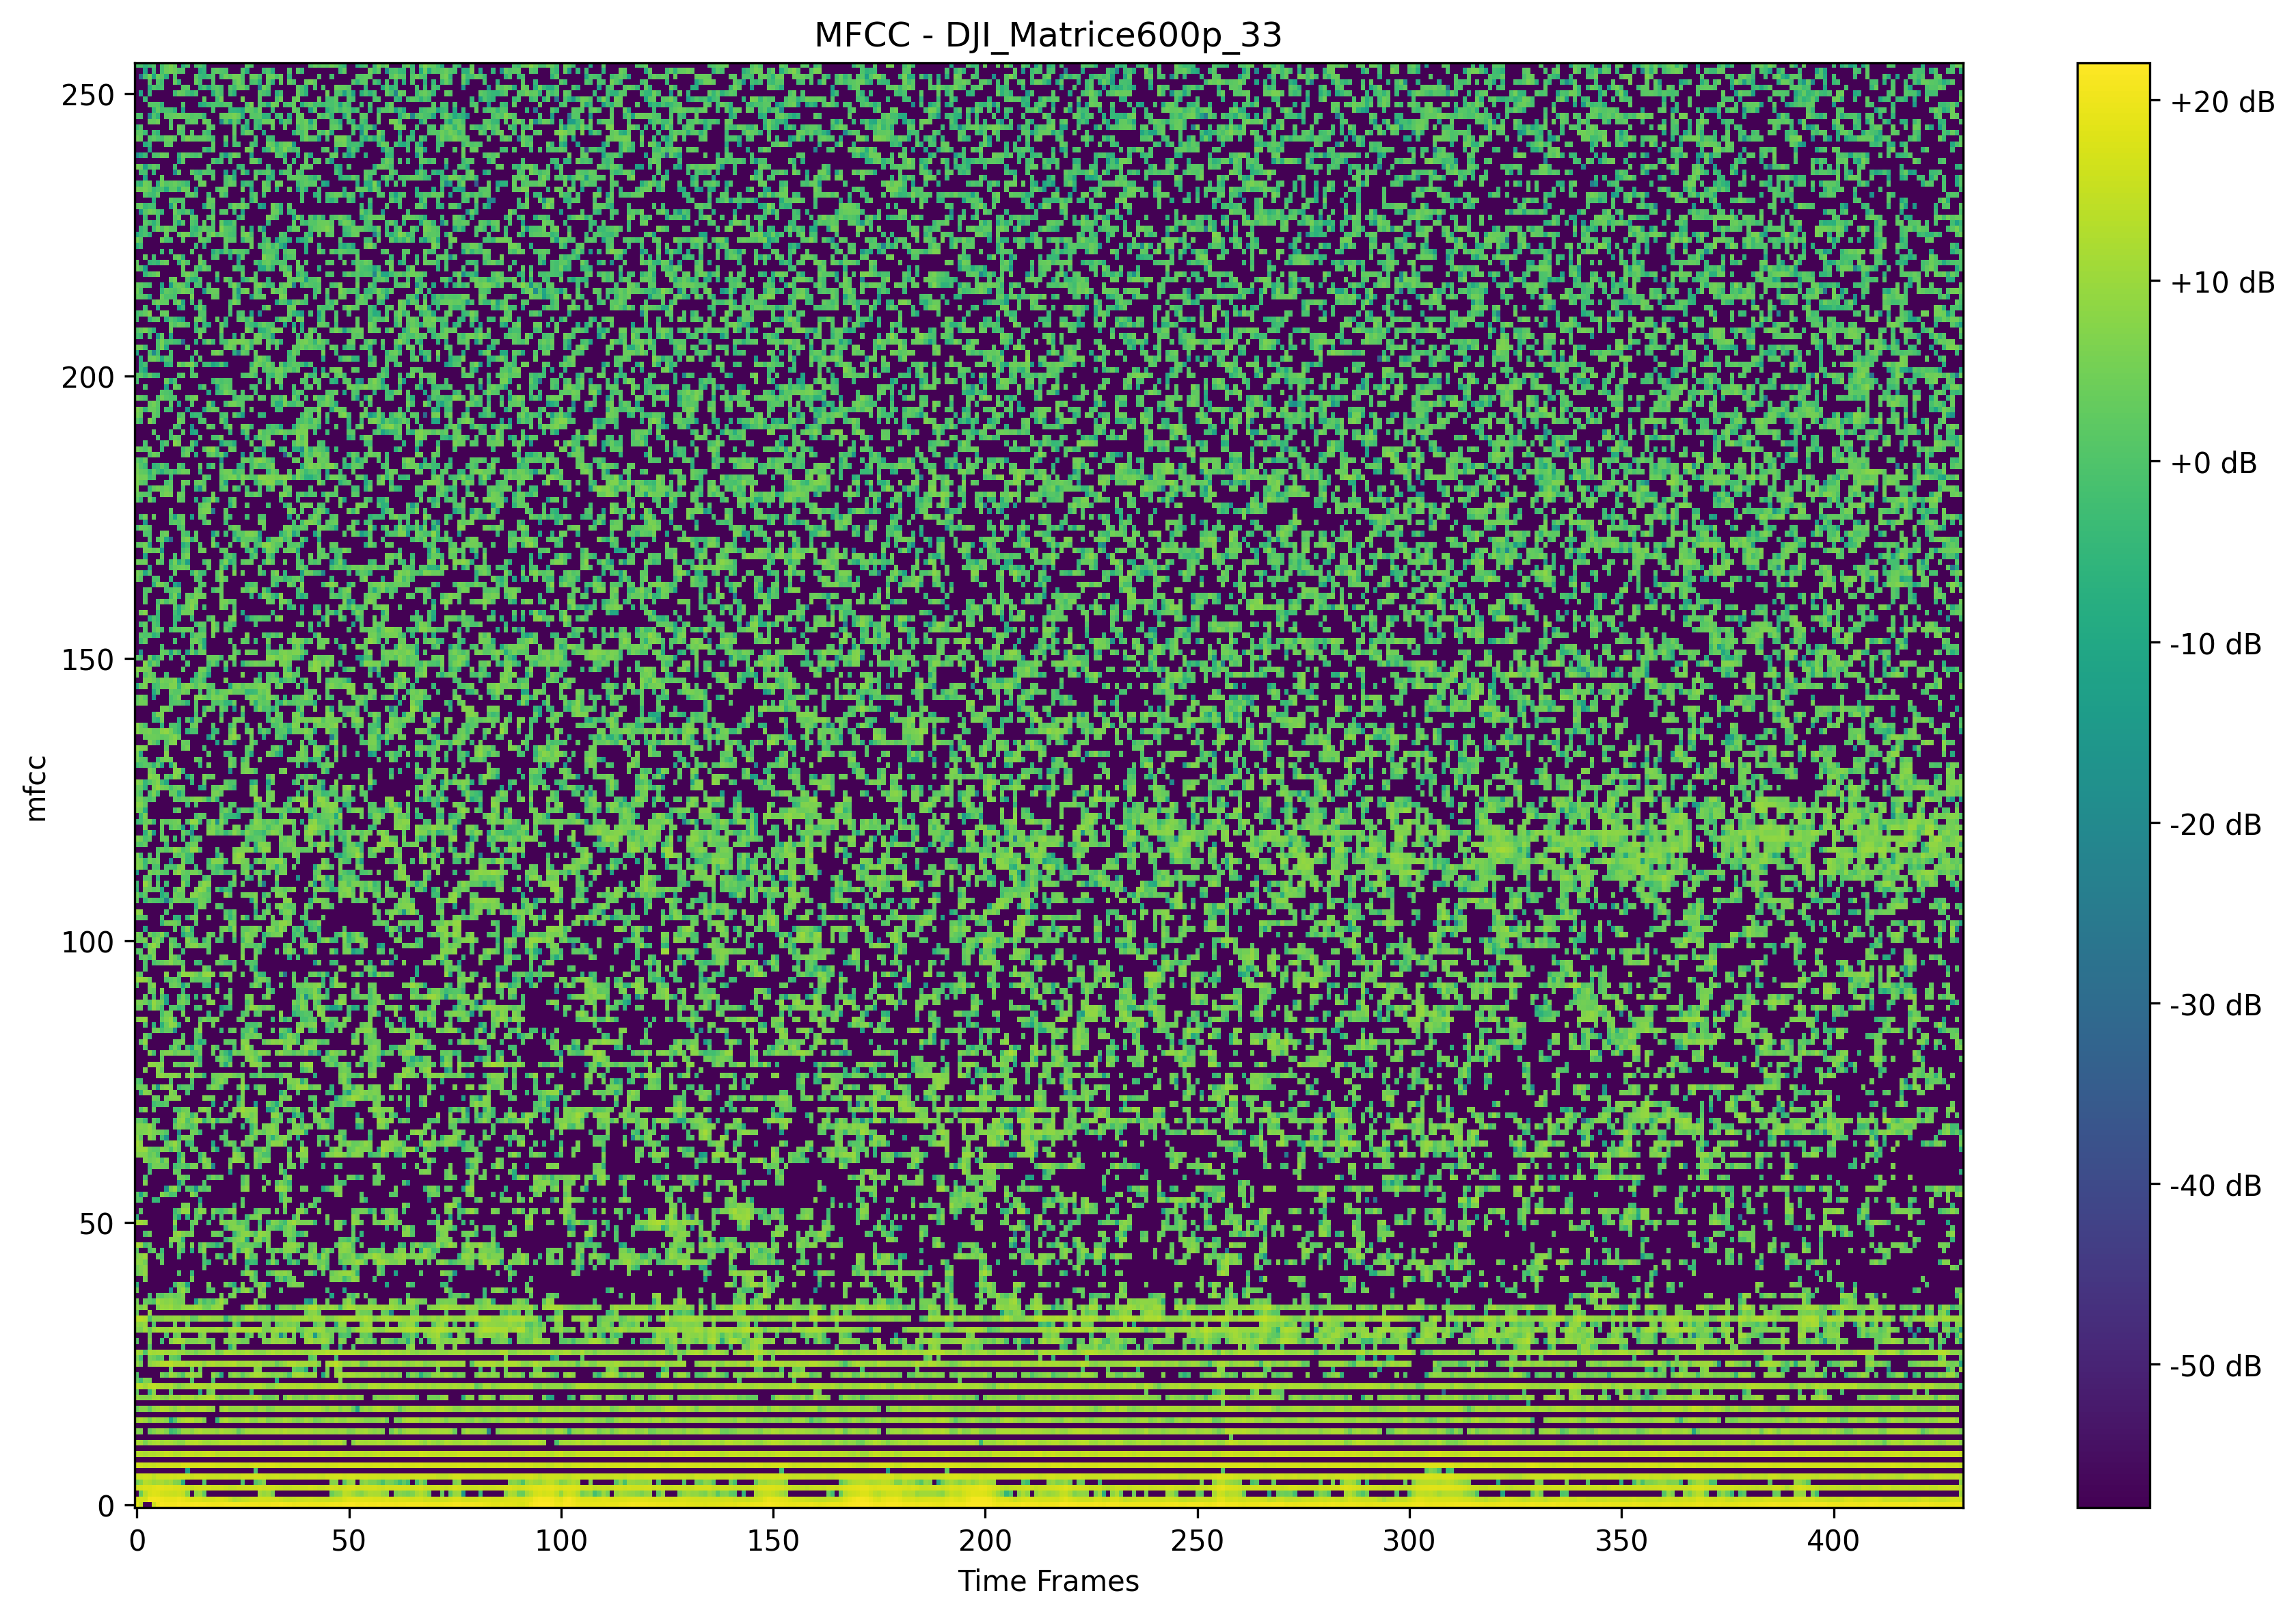 MFCC - DJI_Matrice600p_33
mfcc
250
200
150
100
50
0
0 50 100 150 200 250 300 350 400
Time Frames
+20 dB
+10 dB
+0 dB
-10 dB
-20 dB
-30 dB
-40 dB
-50 dB